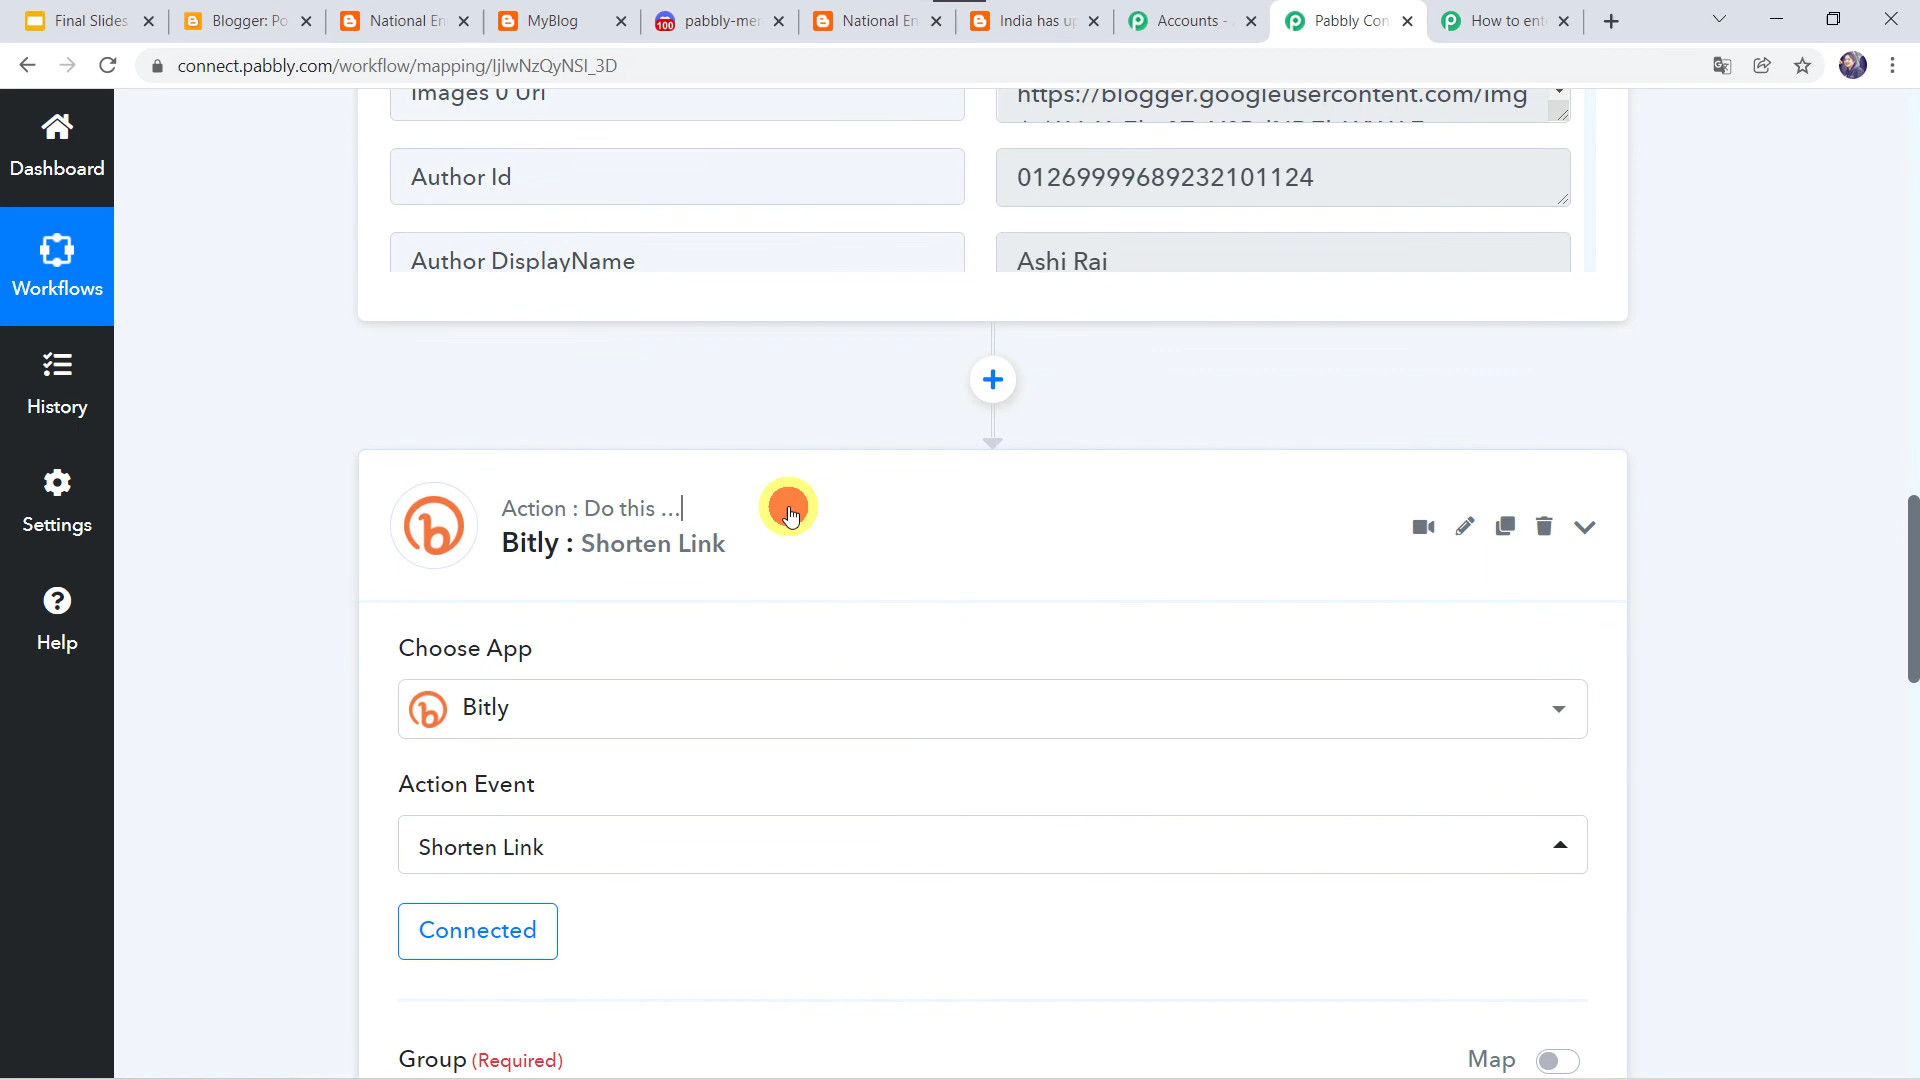 Final Slides
Blogger: Po
National En
MyBlog
pabbly-mer
National En
India has up
Accounts -
Pabbly Con
How to ente
connect.pabbly.com/workflow/mapping/IjIwNzQyNSI_3D
Dashboard
Workflows
History
Settings
Help
Images 0 Url
https://blogger.googleusercontent.com/img
Author Id
01269999689232101124
Author DisplayName
Ashi Rai
Action : Do this ...
Bitly : Shorten Link
Choose App
Bitly
Action Event
Shorten Link
Connected
Group (Required)
Map